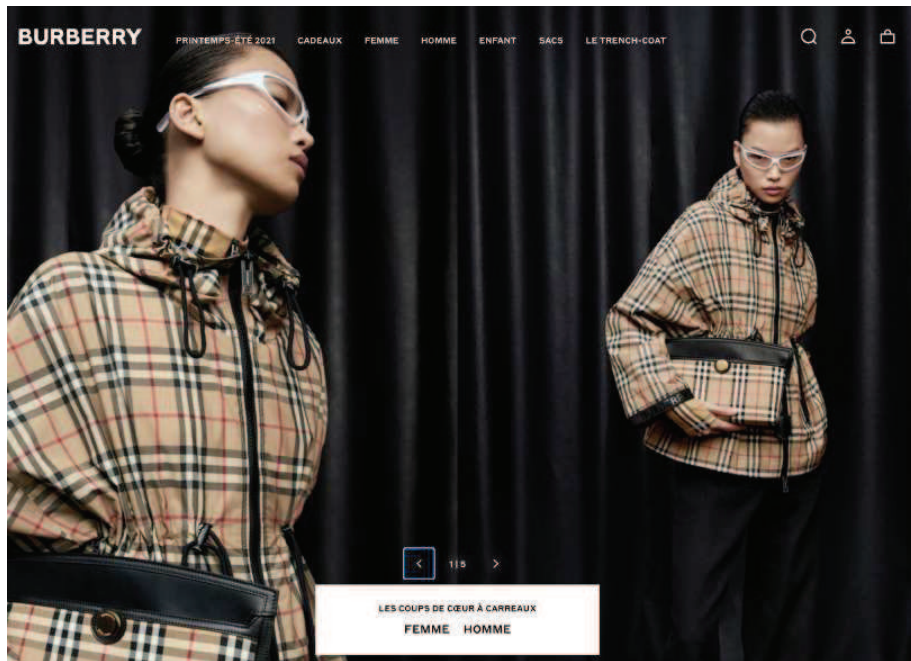 BURBERRY
PRINTEMPS-ÉTÉ 2021 CADEAUX FEMME HOMME ENFANT SACS LE TRENCH-COAT
1|5
LES COUPS DE CŒUR À CARREAUX
FEMME HOMME